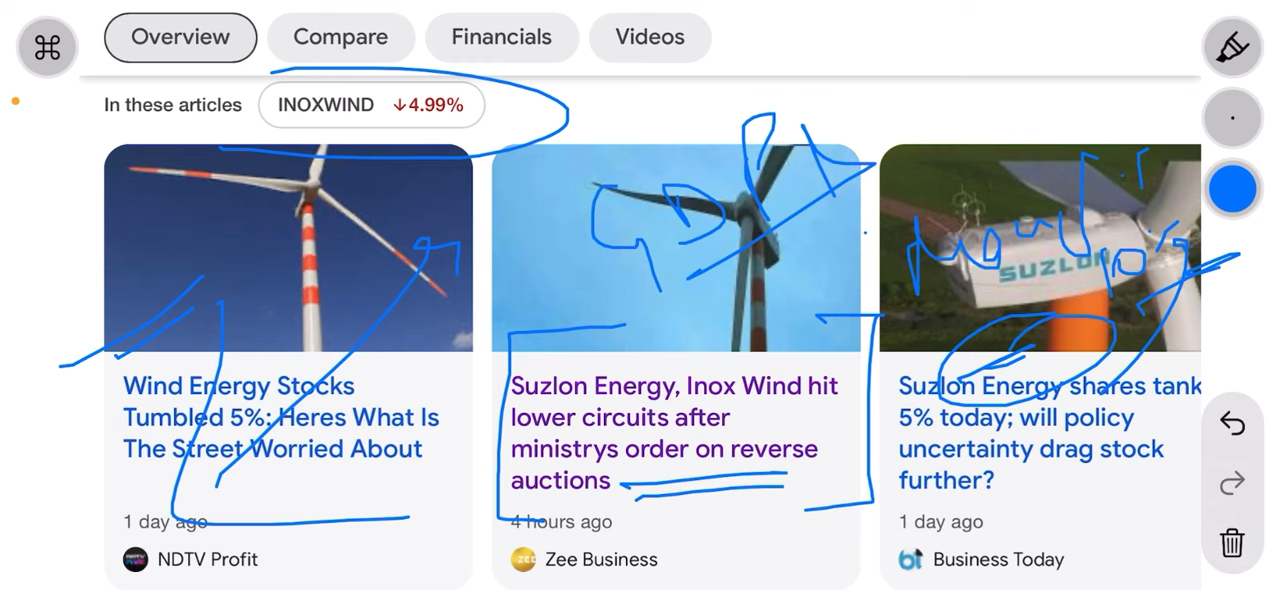 Overview Compare Financials Videos
In these articles INOXWIND ↓4.99%
SUZLON
Wind Energy Stocks
Tumbled 5%: Heres What Is
The Street Worried About
1 day ago
NDTV Profit
Suzlon Energy, Inox Wind hit
lower circuits after
ministrys order on reverse
auctions
4 hours ago
Zee Business
Suzlon Energy shares tank
5% today; will policy
uncertainty drag stock
further?
1 day ago
Business Today